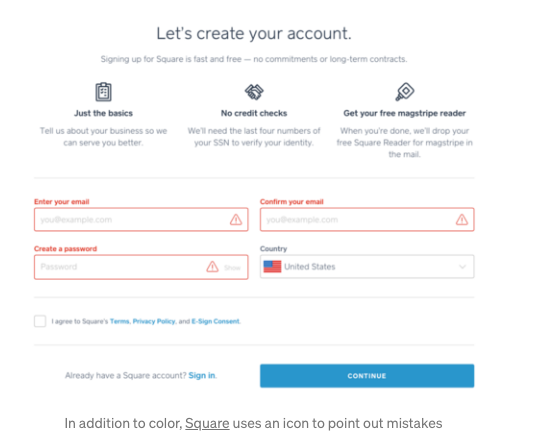 Let's create your account.
Signing up for Square is fast and free — no commitments or long-term contracts.
Just the basics
Tell us about your business so we
can serve you better.
No credit checks
We'll need the last four numbers of
your SSN to verify your identity.
Get your free magstripe reader
When you're done, we'll drop your
free Square Reader for magstripe in
the mail.
Enter your email
you@example.com
Confirm your email
you@example.com
Create a password
Password
Show
Country
United States
I agree to Square's Terms, Privacy Policy, and E-Sign Consent.
Already have a Square account? Sign in.
CONTINUE
In addition to color, Square uses an icon to point out mistakes